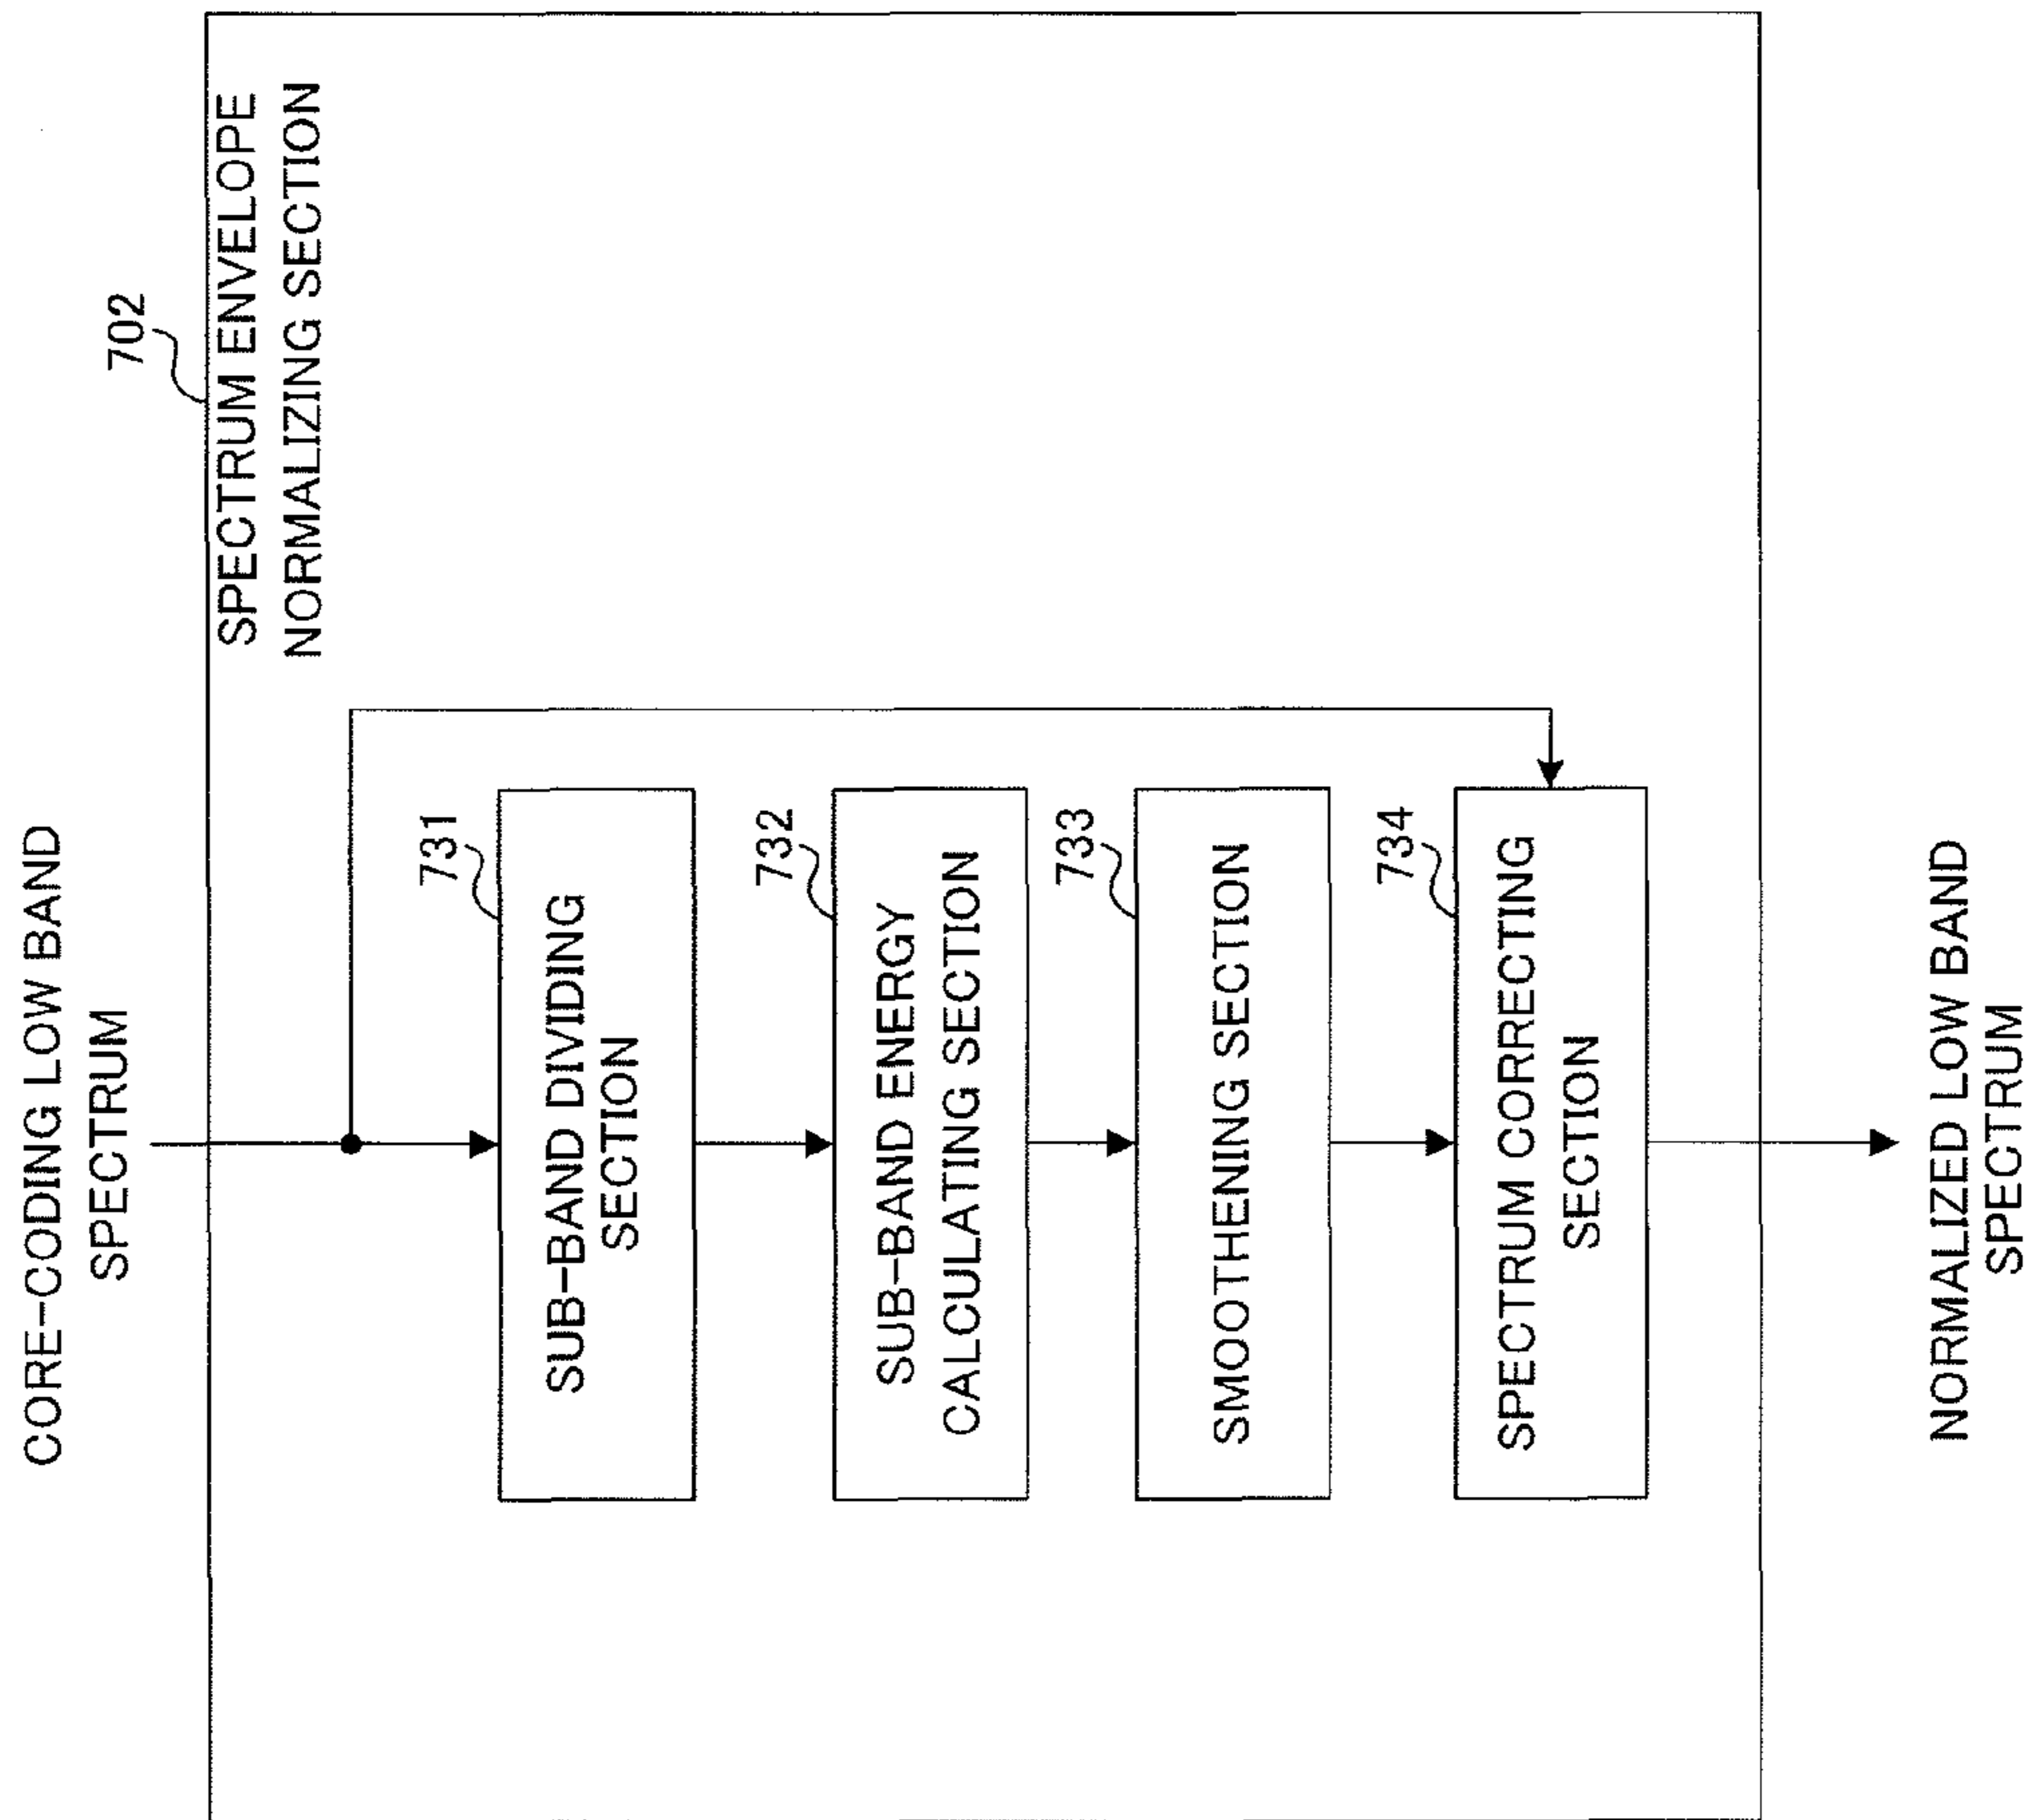 702
SPECTRUM ENVELOPE
NORMALIZING SECTION
CORE-CODING LOW BAND
SPECTRUM
731
SUB-BAND DIVIDING
SECTION
732
SUB-BAND ENERGY
CALCULATING SECTION
733
SMOOTHENING SECTION
734
SPECTRUM CORRECTING
SECTION
NORMALIZED LOW BAND
SPECTRUM